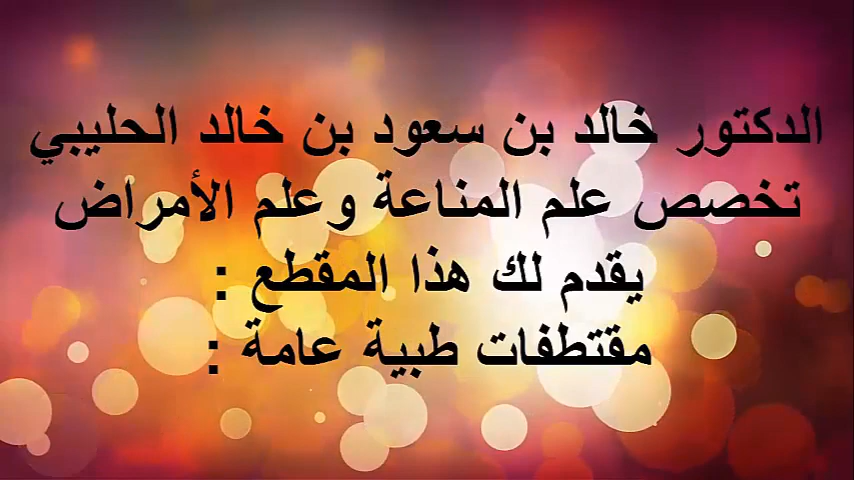 الدكتور خالد بن سعود بن خالد الحليبي
تخصص علم المناعة وعلم الأمراض
يقدم لك هذا المقطع :
مقتطفات طبية عامة :